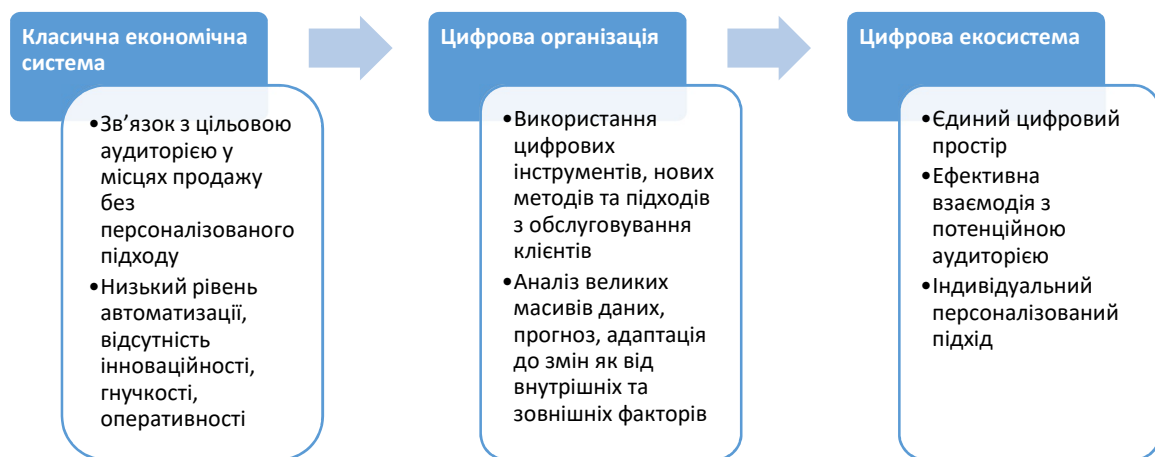 Класична економічна
система
•Зв’язок з цільовою
аудиторією у
місцях продажу
без
персоналізованого
підходу
•Низький рівень
автоматизації,
відсутність
інноваційності,
гнучкості,
оперативності
Цифрова організація
•Використання
цифрових
інструментів, нових
методів та підходів
з обслуговування
клієнтів
•Аналіз великих
масивів даних,
прогноз, адаптація
до змін як від
внутрішніх та
зовнішніх факторів
Цифрова екосистема
•Єдиний цифровий
простір
•Ефективна
взаємодія з
потенційною
аудиторією
•Індивідуальний
персоналізований
підхід